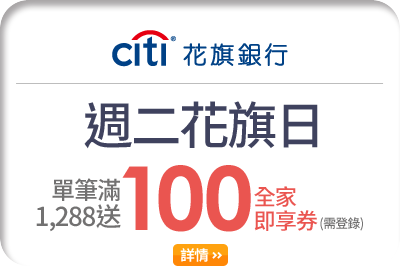 citi® 花旗銀行
週二花旗日
單筆滿
1,288送
100
全家
即享券(需登錄)
詳情 >>